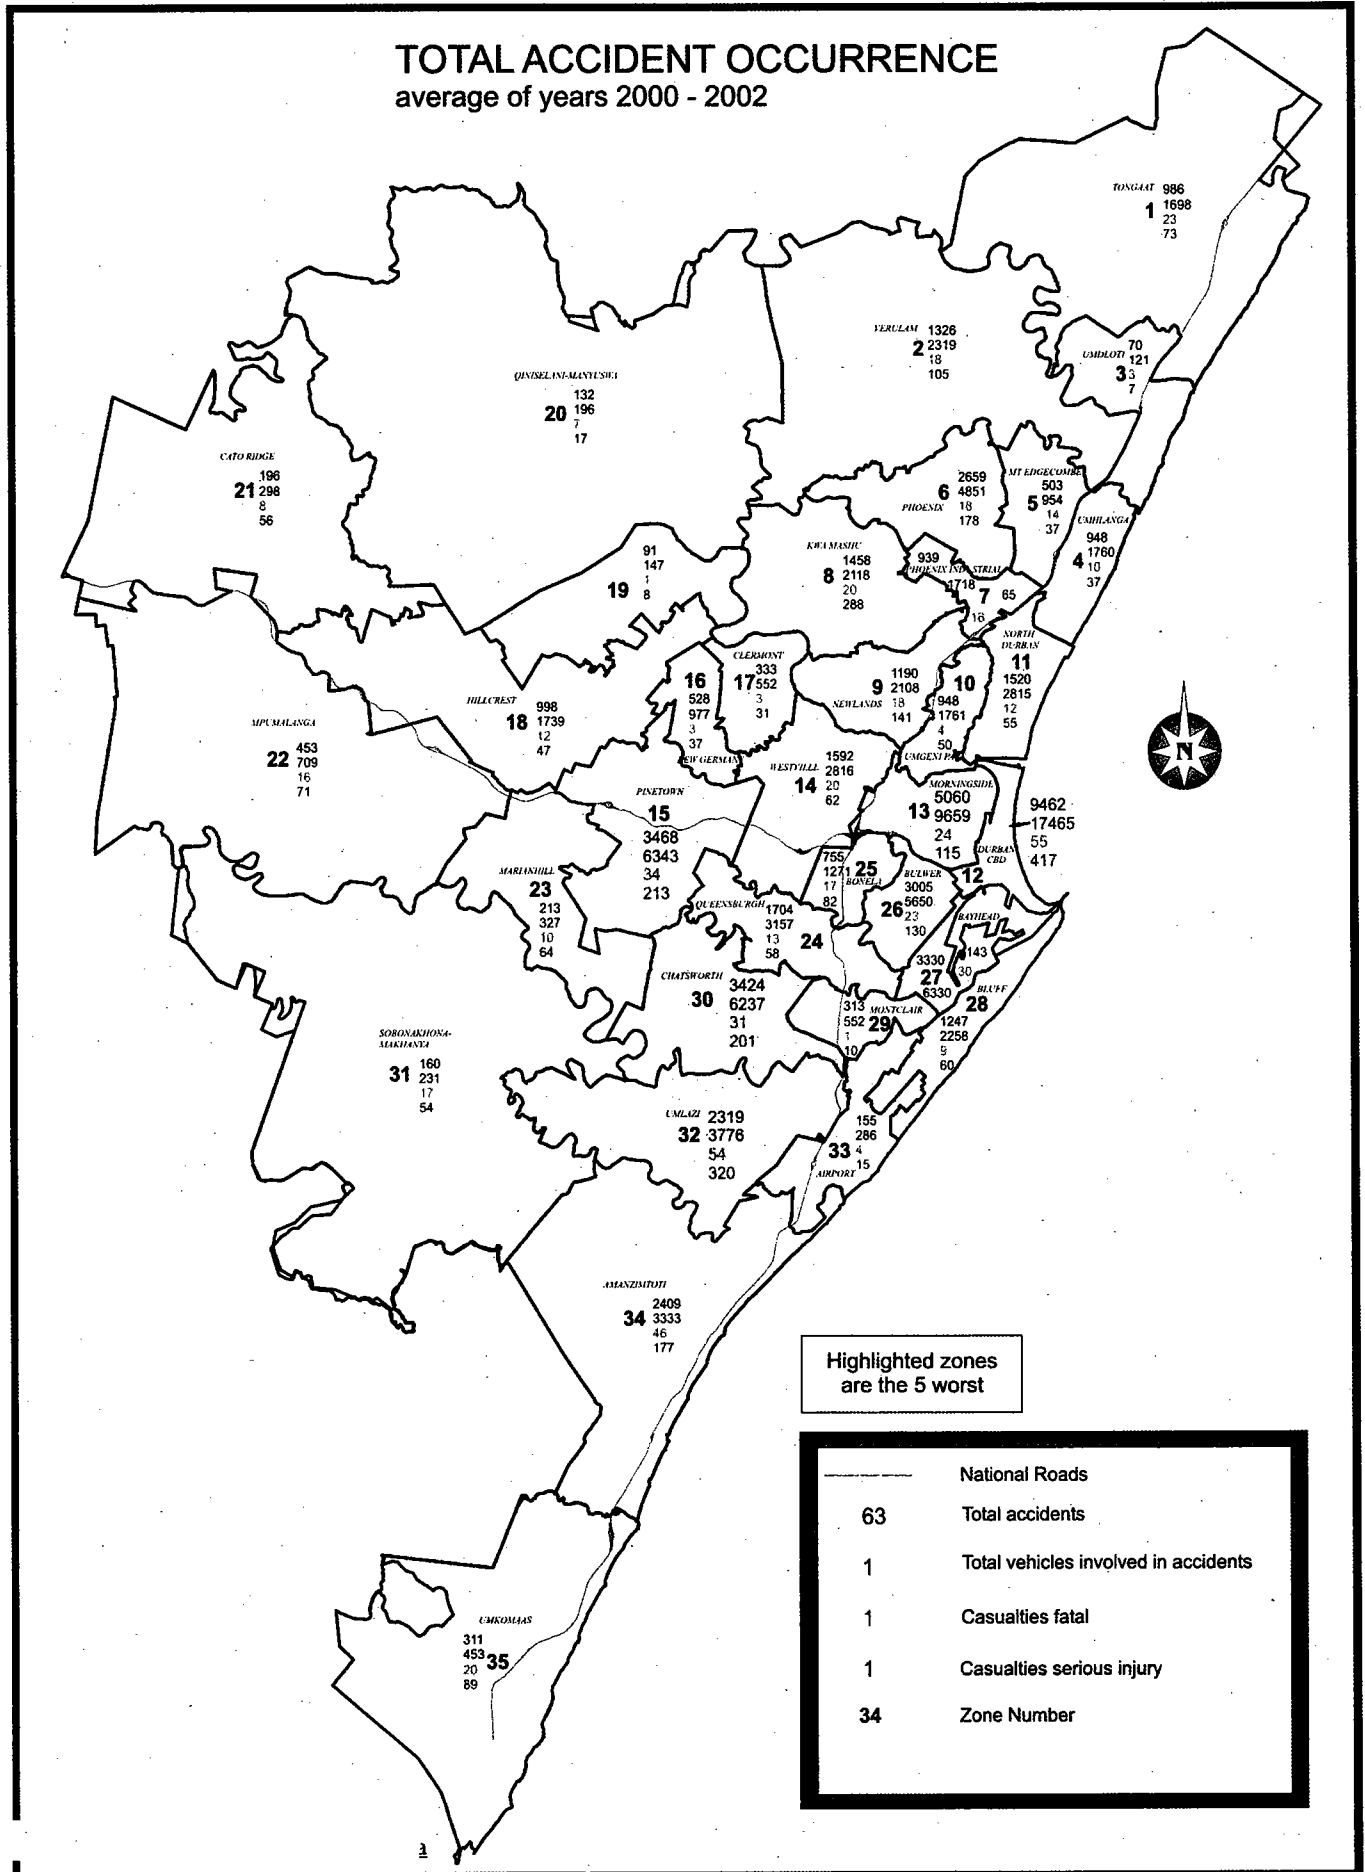 TOTAL ACCIDENT OCCURRENCE
average of years 2000 - 2002
TONGAAT 986
1 1698
23
73
VERULAM 1326
2 2319
18
105
70
UMDLOTI 121
3 3
7
QINISELANI-MANYUSWA
132
20 196
7
17
CATO RIDGE
196
21 298
8
56
2659
6 4851
PHOENIX 18
178
MT EDGECOMBE
503
5 954
14
37
UMHLANGA
948
4 1760
10
37
KWA MASHU
1458
8 2118
20
288
939
PHOENIX INDUSTRIAL
1718
7 65
18
91
147
19 1
8
NORTH
DURBAN
11
1520
2815
12
55
CLERMONT
333
17 552
3
31
16
528
977
3
37
NEW GERMANY
1190
9 2108
NEWLANDS 18
141
10
948
1761
4
50
UMGENI PARK
HILLCREST 998
18 1739
12
47
MPUMALANGA
453
22 709
16
71
1592
WESTVILLE 2816
14 20
62
PINETOWN
15
3468
6343
34
213
MORNINGSIDE
5060
13 9659
24
115
9462
17465
55
417
DURBAN
CBD
12
755
1271
17
82
25
BONELA
BULWER
3005
5650
26 23
130
MARIANHILL
23
213
327
10
64
QUEENSBURGH 1704
3157
13 24
58
BAYHEAD
143
30
3330
27
6330
CHATSWORTH
30 3424
6237
31
201
BLUFF
28
1247
2258
9
60
313
552 MONTCLAIR
1 29
10
SOBONAKHONA-
MAKHANYA
160
31 231
17
54
UMLAZI 2319
32 3776
54
320
155
286
33 4
15
AIRPORT
AMANZIMTOTI
2409
34 3333
46
177
Highlighted zones
are the 5 worst
National Roads
63 Total accidents
1 Total vehicles involved in accidents
1 Casualties fatal
1 Casualties serious injury
34 Zone Number
UMKOMAAS
311
453 35
20
89
a
N